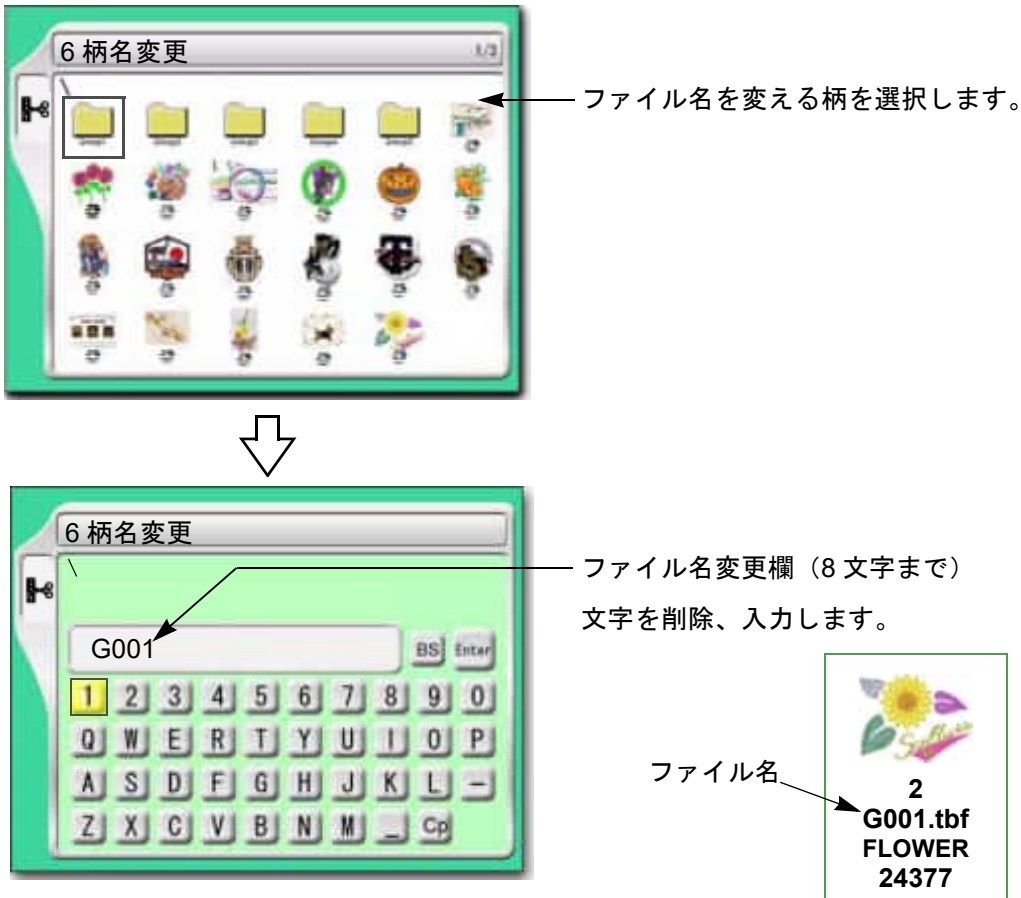 6 柄名変更
1/3
\
ファイル名を変える柄を選択します。
6 柄名変更
\
ファイル名変更欄(8 文字まで)
文字を削除、入力します。
G001
BS Enter
1 2 3 4 5 6 7 8 9 0
Q W E R T Y U I O P
A S D F G H J K L −
Z X C V B N M _ Cp
ファイル名
2
G001.tbf
FLOWER
24377